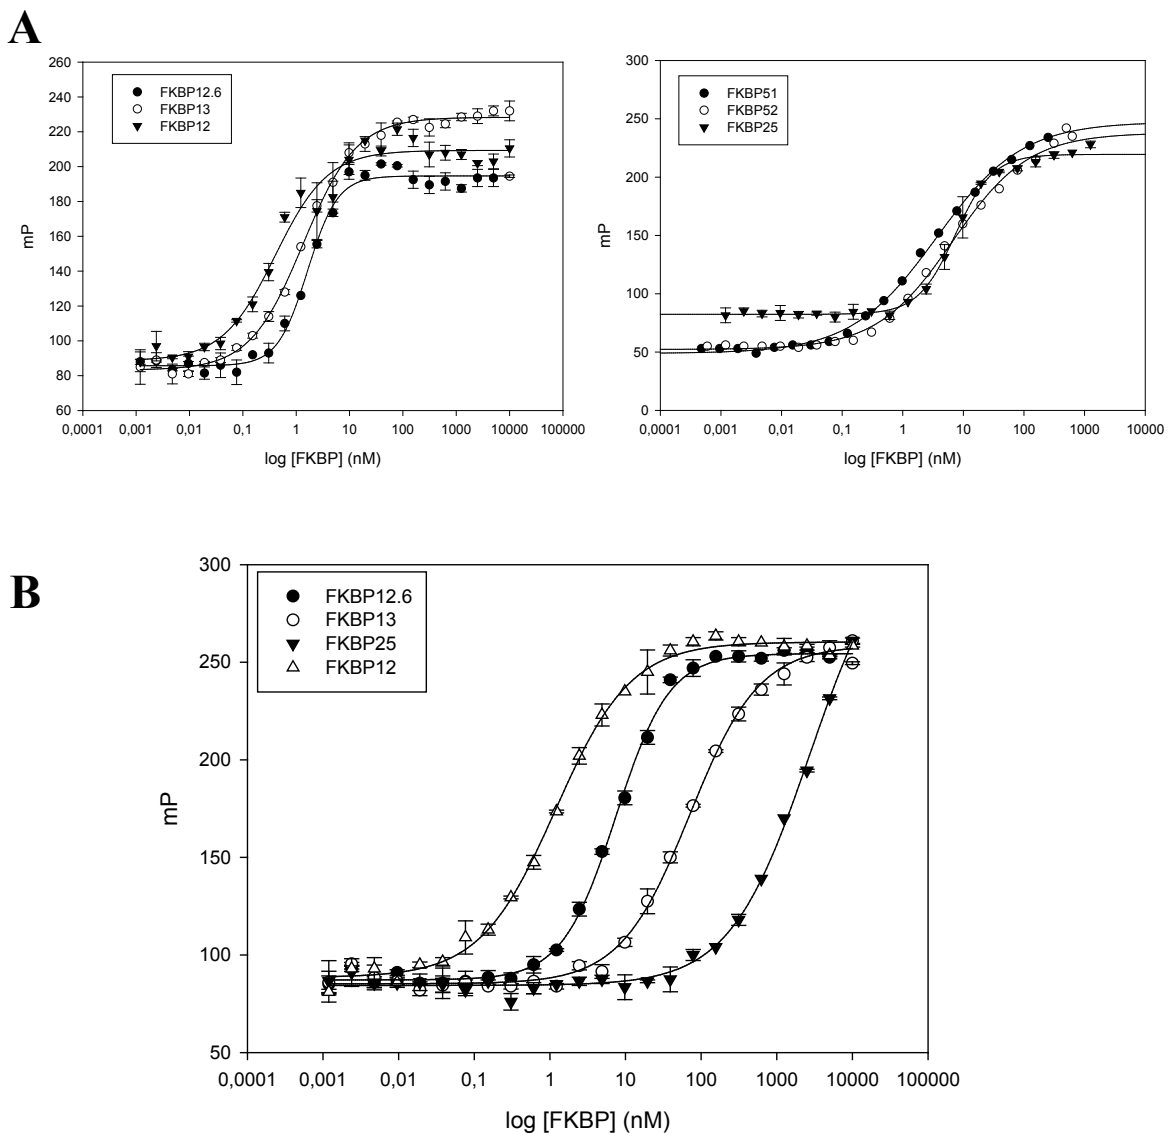 A
260
240
220
200
180
160
140
120
100
80
60
mP
FKBP12.6
FKBP13
FKBP12
0,0001 0,001 0,01 0,1 1 10 100 1000 10000 100000
log [FKBP] (nM)
300
250
200
150
100
50
0
mP
FKBP51
FKBP52
FKBP25
0,0001 0,001 0,01 0,1 1 10 100 1000 10000
log [FKBP] (nM)
B
300
250
200
150
100
50
mP
FKBP12.6
FKBP13
FKBP25
FKBP12
0,0001 0,001 0,01 0,1 1 10 100 1000 10000 100000
log [FKBP] (nM)